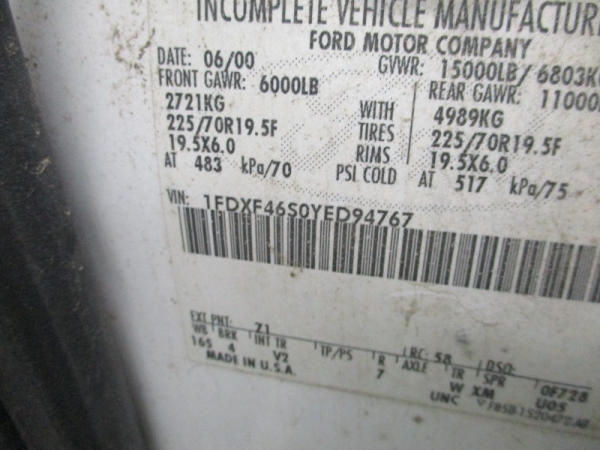 INCOMPLETE VEHICLE MANUFACTURE
FORD MOTOR COMPANY
DATE: 06/00 GVWR: 15000LB/ 6803K
FRONT GAWR: 6000LB REAR GAWR: 11000
2721KG WITH 4989KG
225/70R19.5F TIRES 225/70R19.5F
19.5X6.0 RIMS 19.5X6.0
AT 483 kPa/70 PSI COLD AT 517 kPa/75
VIN: 1FDXF46S0YED94767
EXT PNT: Z1 RC: 58 DSO:
WB BRK INT TR TP/PS R AXLE TR SPR 0F728
165 4 V2 7 W XM U05
MADE IN U.S.A. UNC